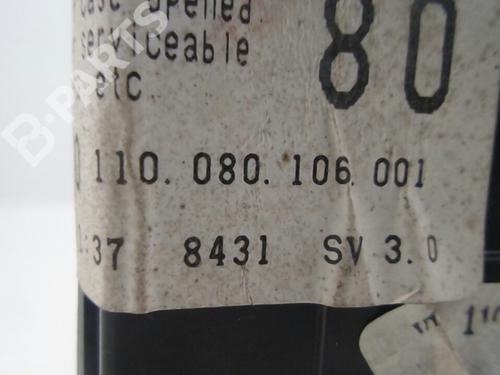 case opened
serviceable
etc
80
110.080.106.001
:37 8431 SV 3.0
B-PARTS